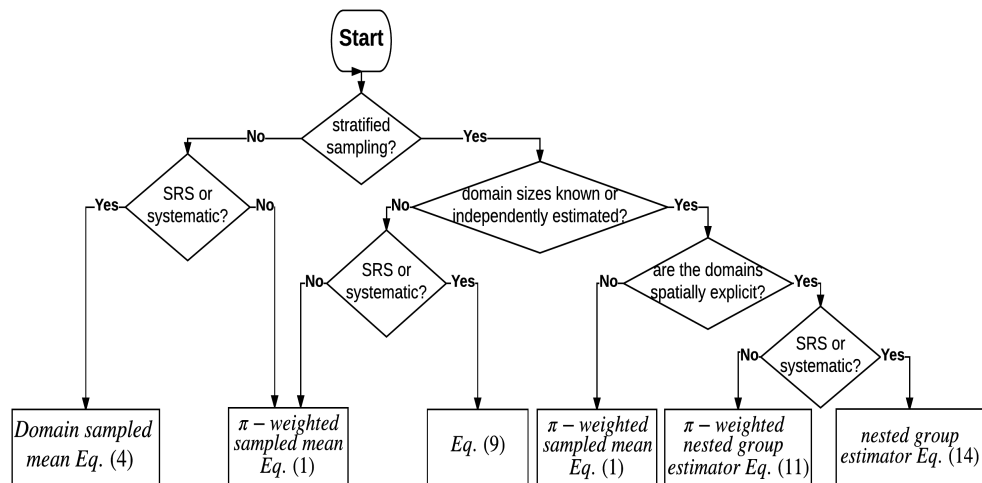 Start
stratified
sampling?
No
Yes
SRS or
systematic?
Yes
No
domain sizes known or
independently estimated?
No
Yes
SRS or
systematic?
No
Yes
are the domains
spatially explicit?
No
Yes
SRS or
systematic?
No
Yes
Domain sampled
mean Eq. (4)
π − weighted
sampled mean
Eq. (1)
Eq. (9)
π − weighted
sampled mean
Eq. (1)
π − weighted
nested group
estimator Eq. (11)
nested group
estimator Eq. (14)